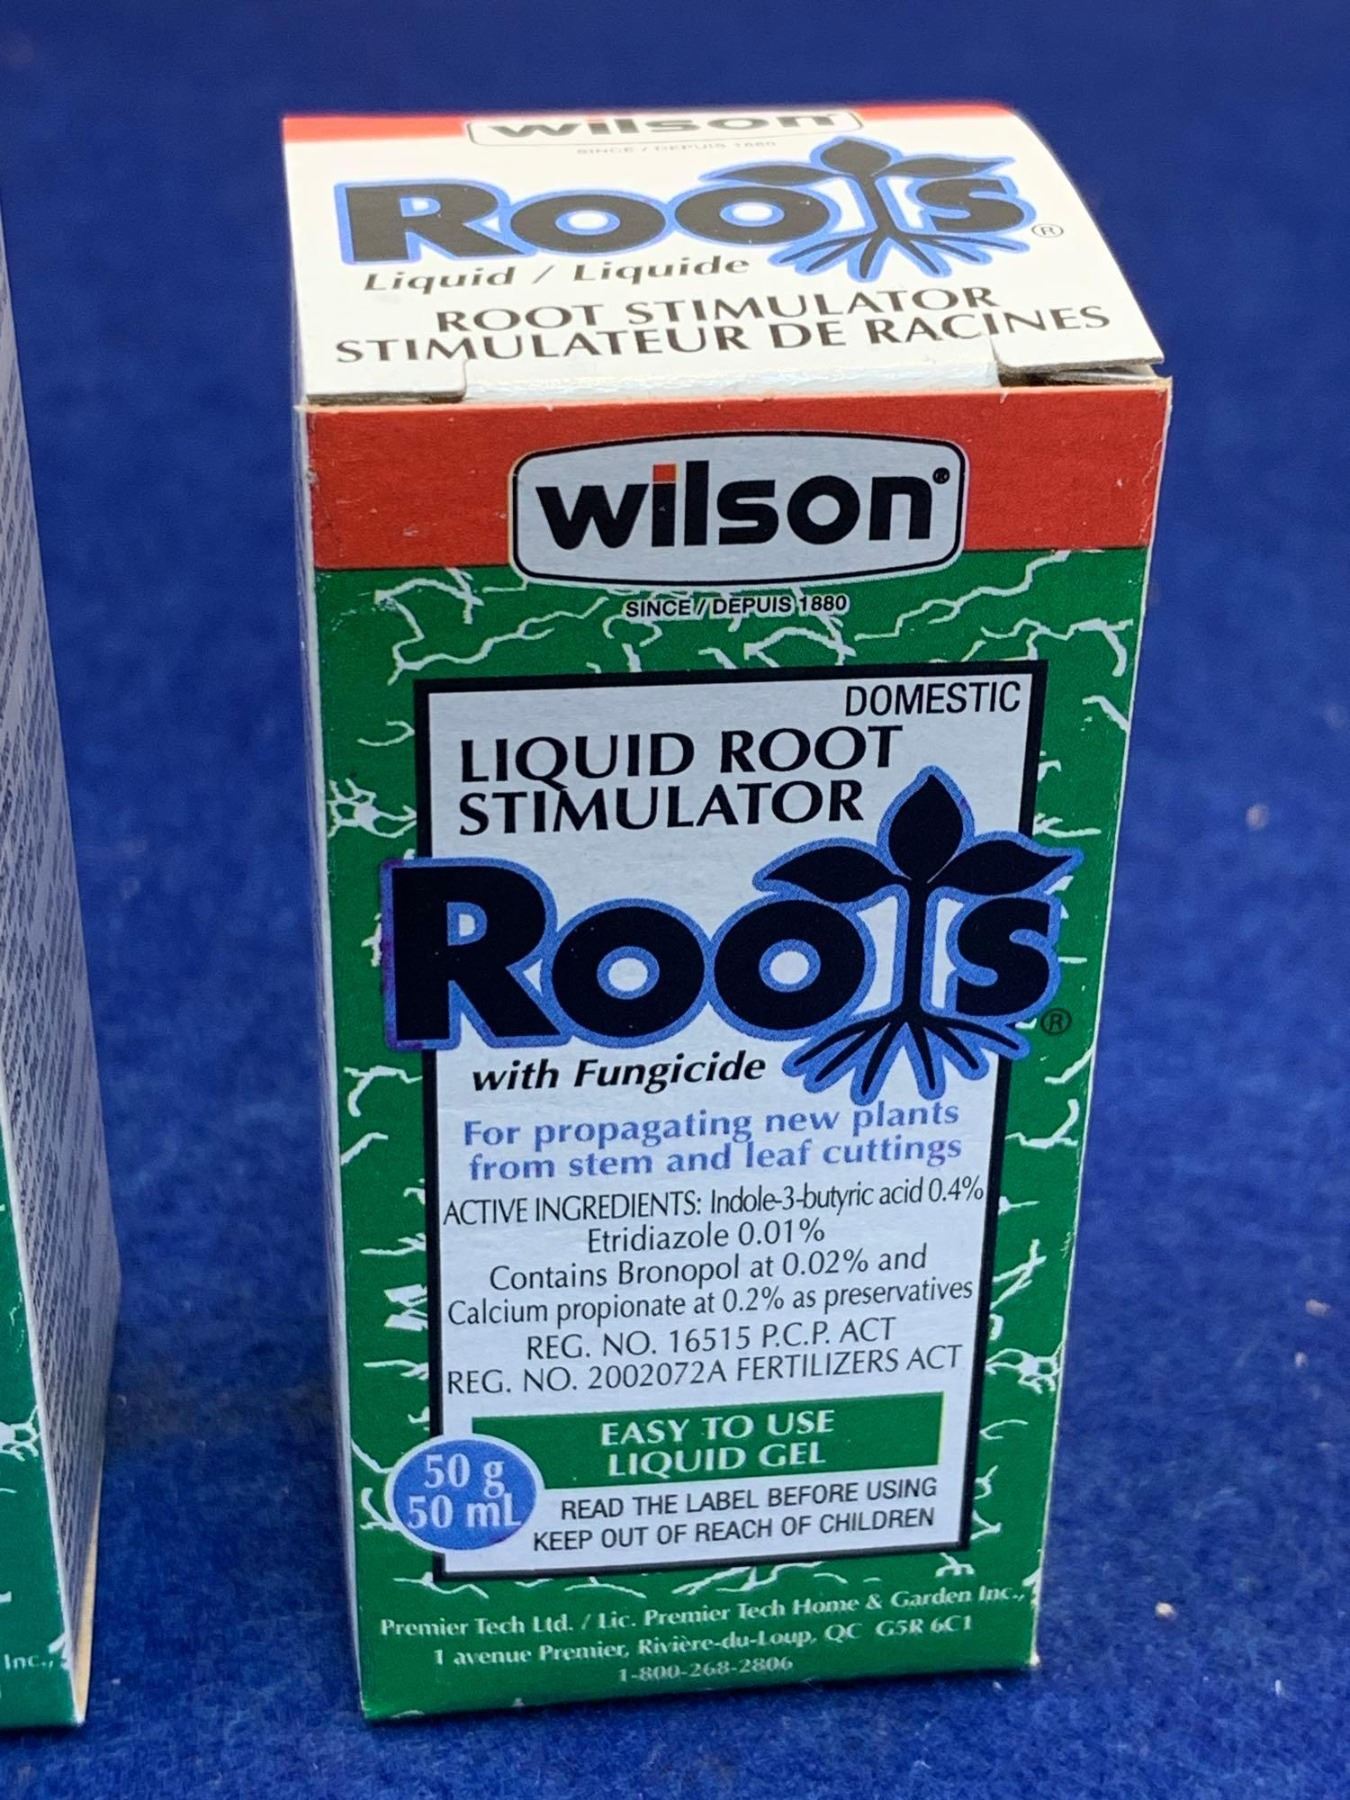 wilson
SINCE / DEPUIS 1880
ROOTS®
Liquid / Liquide
ROOT STIMULATOR
STIMULATEUR DE RACINES
wilson®
SINCE / DEPUIS 1880
DOMESTIC
LIQUID ROOT
STIMULATOR
ROOTS®
with Fungicide
For propagating new plants
from stem and leaf cuttings
ACTIVE INGREDIENTS: Indole-3-butyric acid 0.4%
Etridiazole 0.01%
Contains Bronopol at 0.02% and
Calcium propionate at 0.2% as preservatives
REG. NO. 16515 P.C.P. ACT
REG. NO. 2002072A FERTILIZERS ACT
EASY TO USE
LIQUID GEL
50 g
50 mL
READ THE LABEL BEFORE USING
KEEP OUT OF REACH OF CHILDREN
Premier Tech Ltd. / Lic. Premier Tech Home & Garden Inc.,
1 avenue Premier, Rivière-du-Loup, QC G5R 6C1
1-800-268-2806
Inc.,